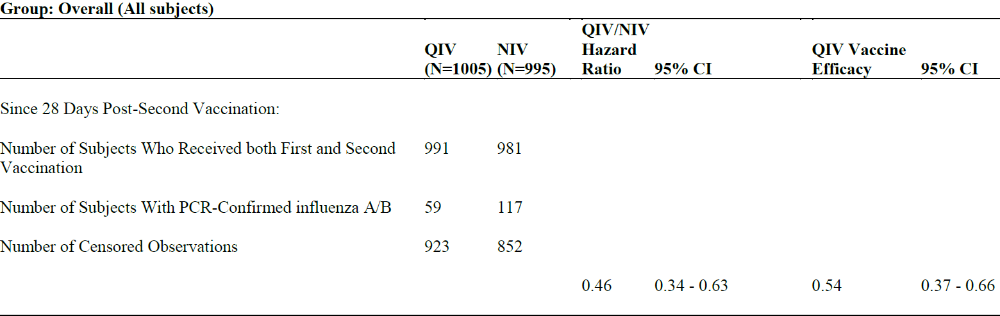 Group: Overall (All subjects)
QIV/NIV
QIV NIV Hazard QIV Vaccine
(N=1005) (N=995) Ratio 95% CI Efficacy 95% CI
Since 28 Days Post-Second Vaccination:
Number of Subjects Who Received both First and Second 991 981
Vaccination
Number of Subjects With PCR-Confirmed influenza A/B 59 117
Number of Censored Observations 923 852
0.46 0.34 - 0.63 0.54 0.37 - 0.66